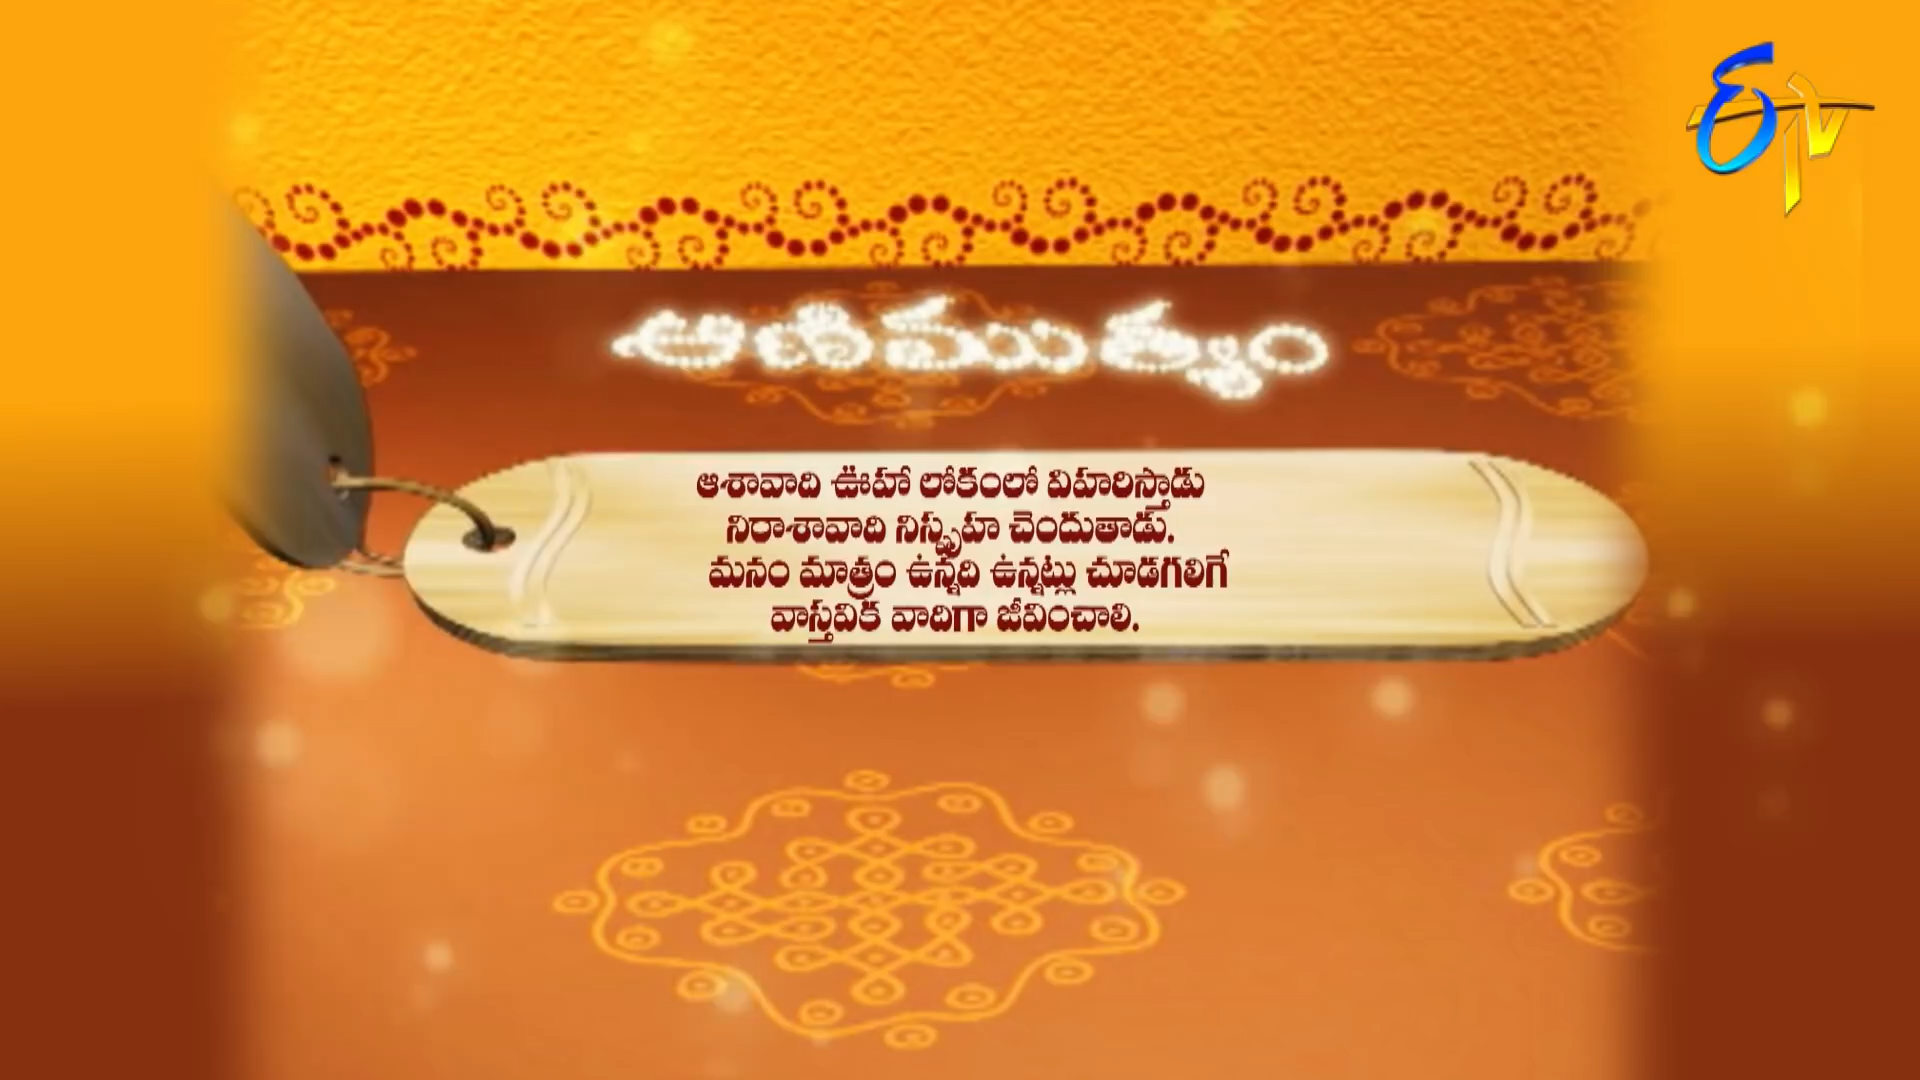 ETV
ఆణిముత్యం
ఆశావాది ఊహా లోకంలో విహరిస్తాడు
నిరాశావాది నిస్పృహ చెందుతాడు.
మనం మాత్రం ఉన్నది ఉన్నట్లు చూడగలిగే
వాస్తవిక వాదిగా జీవించాలి.